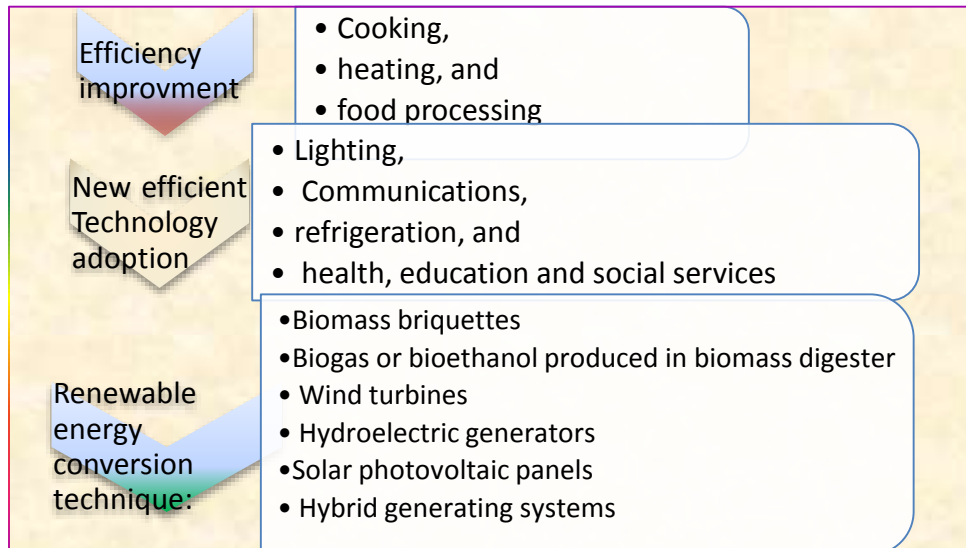 Efficiency
improvment
• Cooking,
• heating, and
• food processing
New efficient
Technology
adoption
• Lighting,
• Communications,
• refrigeration, and
• health, education and social services
Renewable
energy
conversion
technique:
•Biomass briquettes
•Biogas or bioethanol produced in biomass digester
• Wind turbines
• Hydroelectric generators
•Solar photovoltaic panels
• Hybrid generating systems